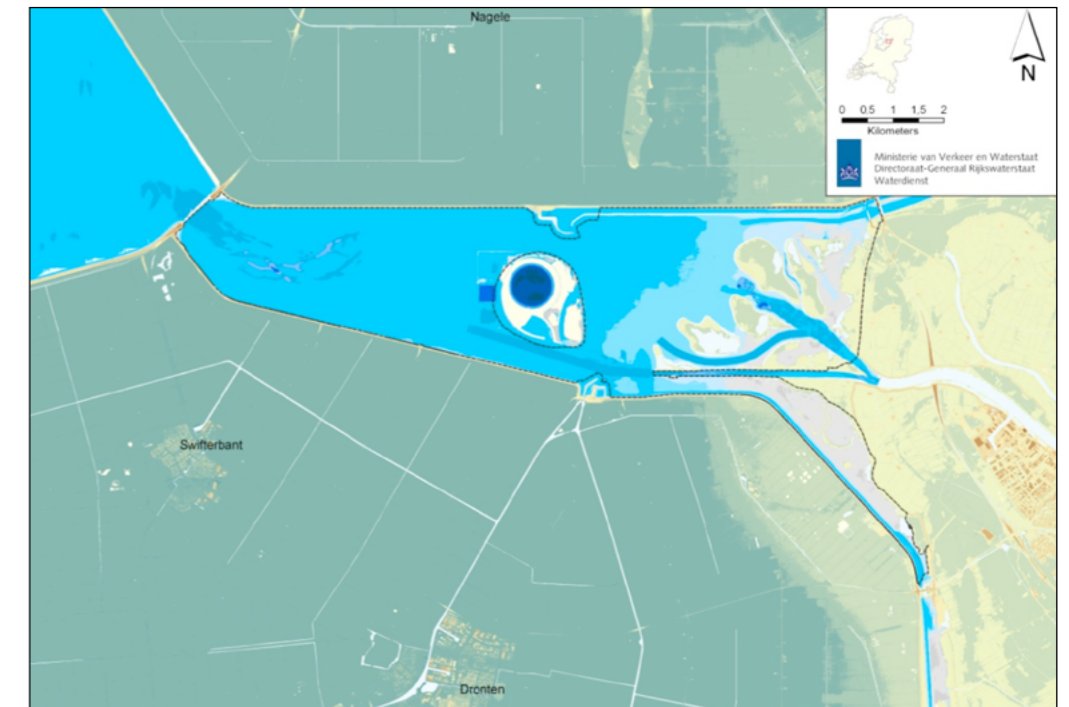 Nagele
N
0 0.5 1 1.5 2
Kilometers
Ministerie van Verkeer en Waterstaat
Directoraat-Generaal Rijkswaterstaat
Waterdienst
Swifterbant
Dronten